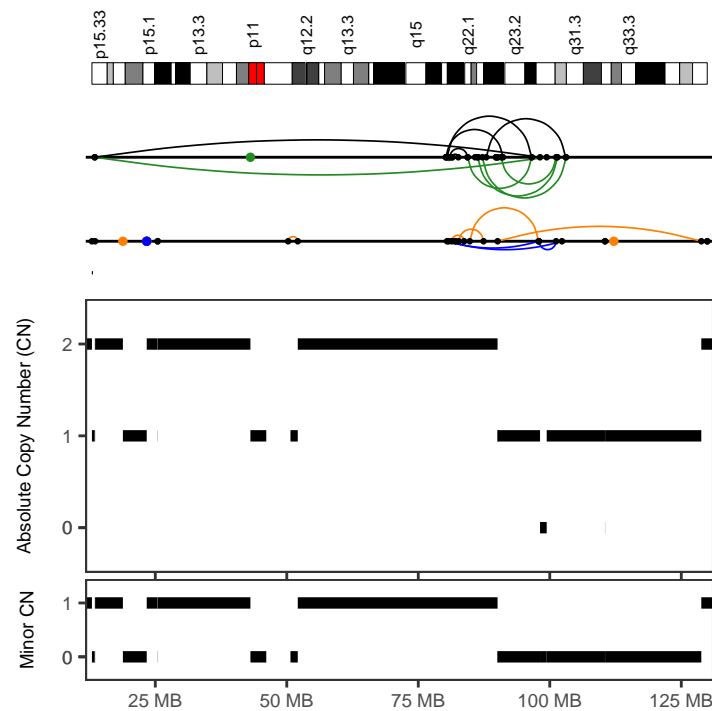 p15.33
p15.1
p13.3
p11
q12.2
q13.3
q15
q22.1
q23.2
q31.3
q33.3
Absolute Copy Number (CN)
2
1
0
Minor CN
1
0
25 MB
50 MB
75 MB
100 MB
125 MB